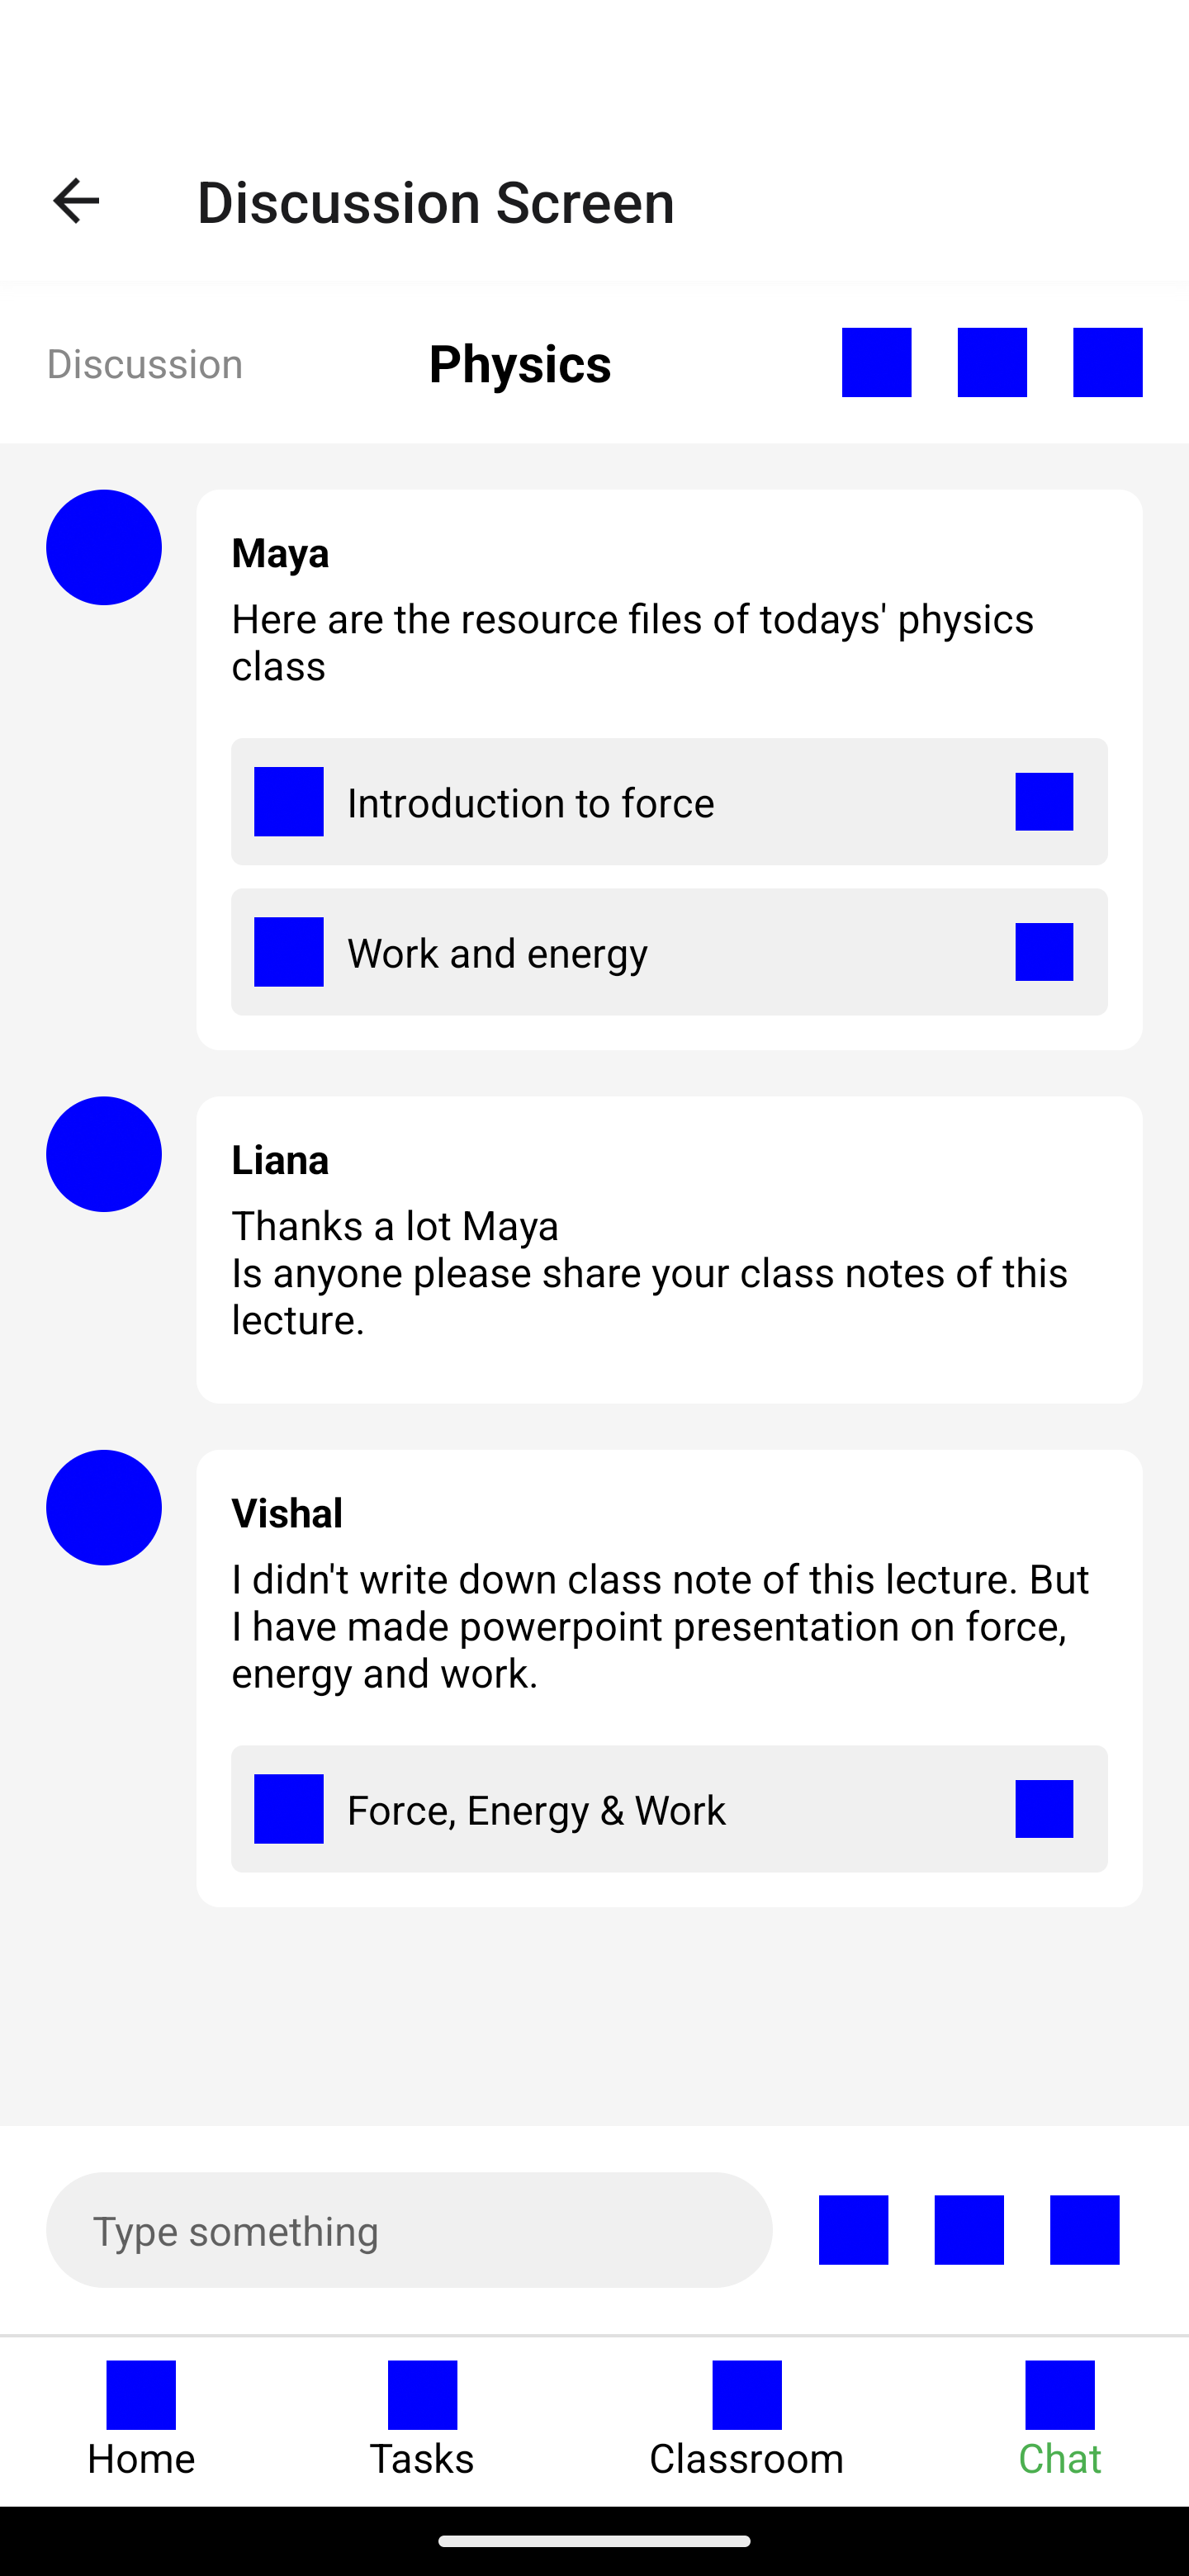 Discussion Screen
Discussion
Physics
Maya
Here are the resource files of todays' physics
class
Introduction to force
Work and energy
Liana
Thanks a lot Maya
Is anyone please share your class notes of this
lecture.
Vishal
I didn't write down class note of this lecture. But
I have made powerpoint presentation on force,
energy and work.
Force, Energy & Work
Type something
Home
Tasks
Classroom
Chat